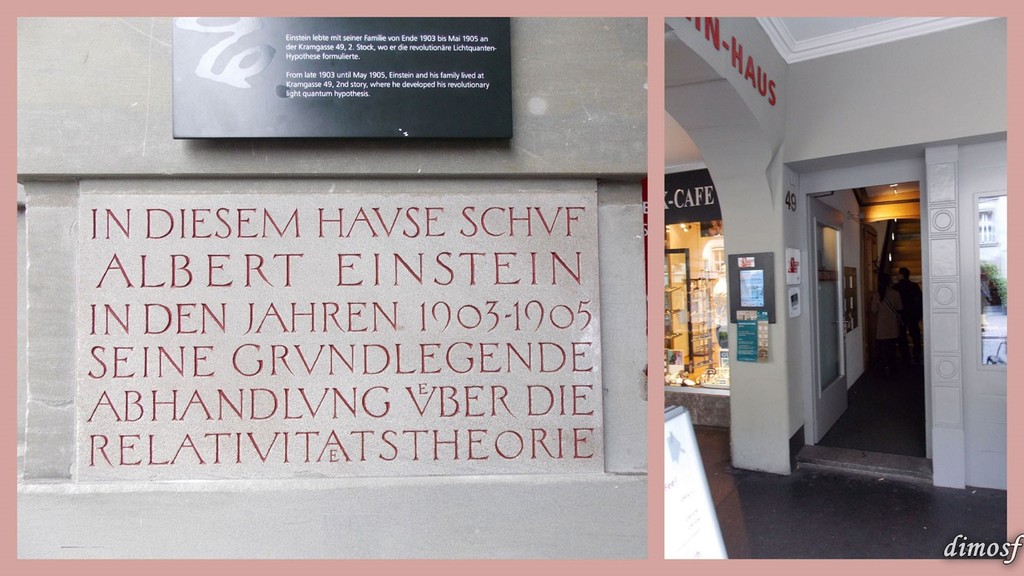 Einstein lebte mit seiner Familie von Ende 1903 bis Mai 1905 an
der Kramgasse 49, 2. Stock, wo er die revolutionäre Lichtquanten-
Hypothese formulierte.
From late 1903 until May 1905, Einstein and his family lived at
Kramgasse 49, 2nd story, where he developed his revolutionary
light quantum hypothesis.
IN DIESEM HAVSE SCHVF
ALBERT EINSTEIN
IN DEN JAHREN 1903-1905
SEINE GRVNDLEGENDE
ABHANDLVNG VEBER DIE
RELATIVITAETSTHEORIE
IN-HAUS
-CAFE
49
dimosf